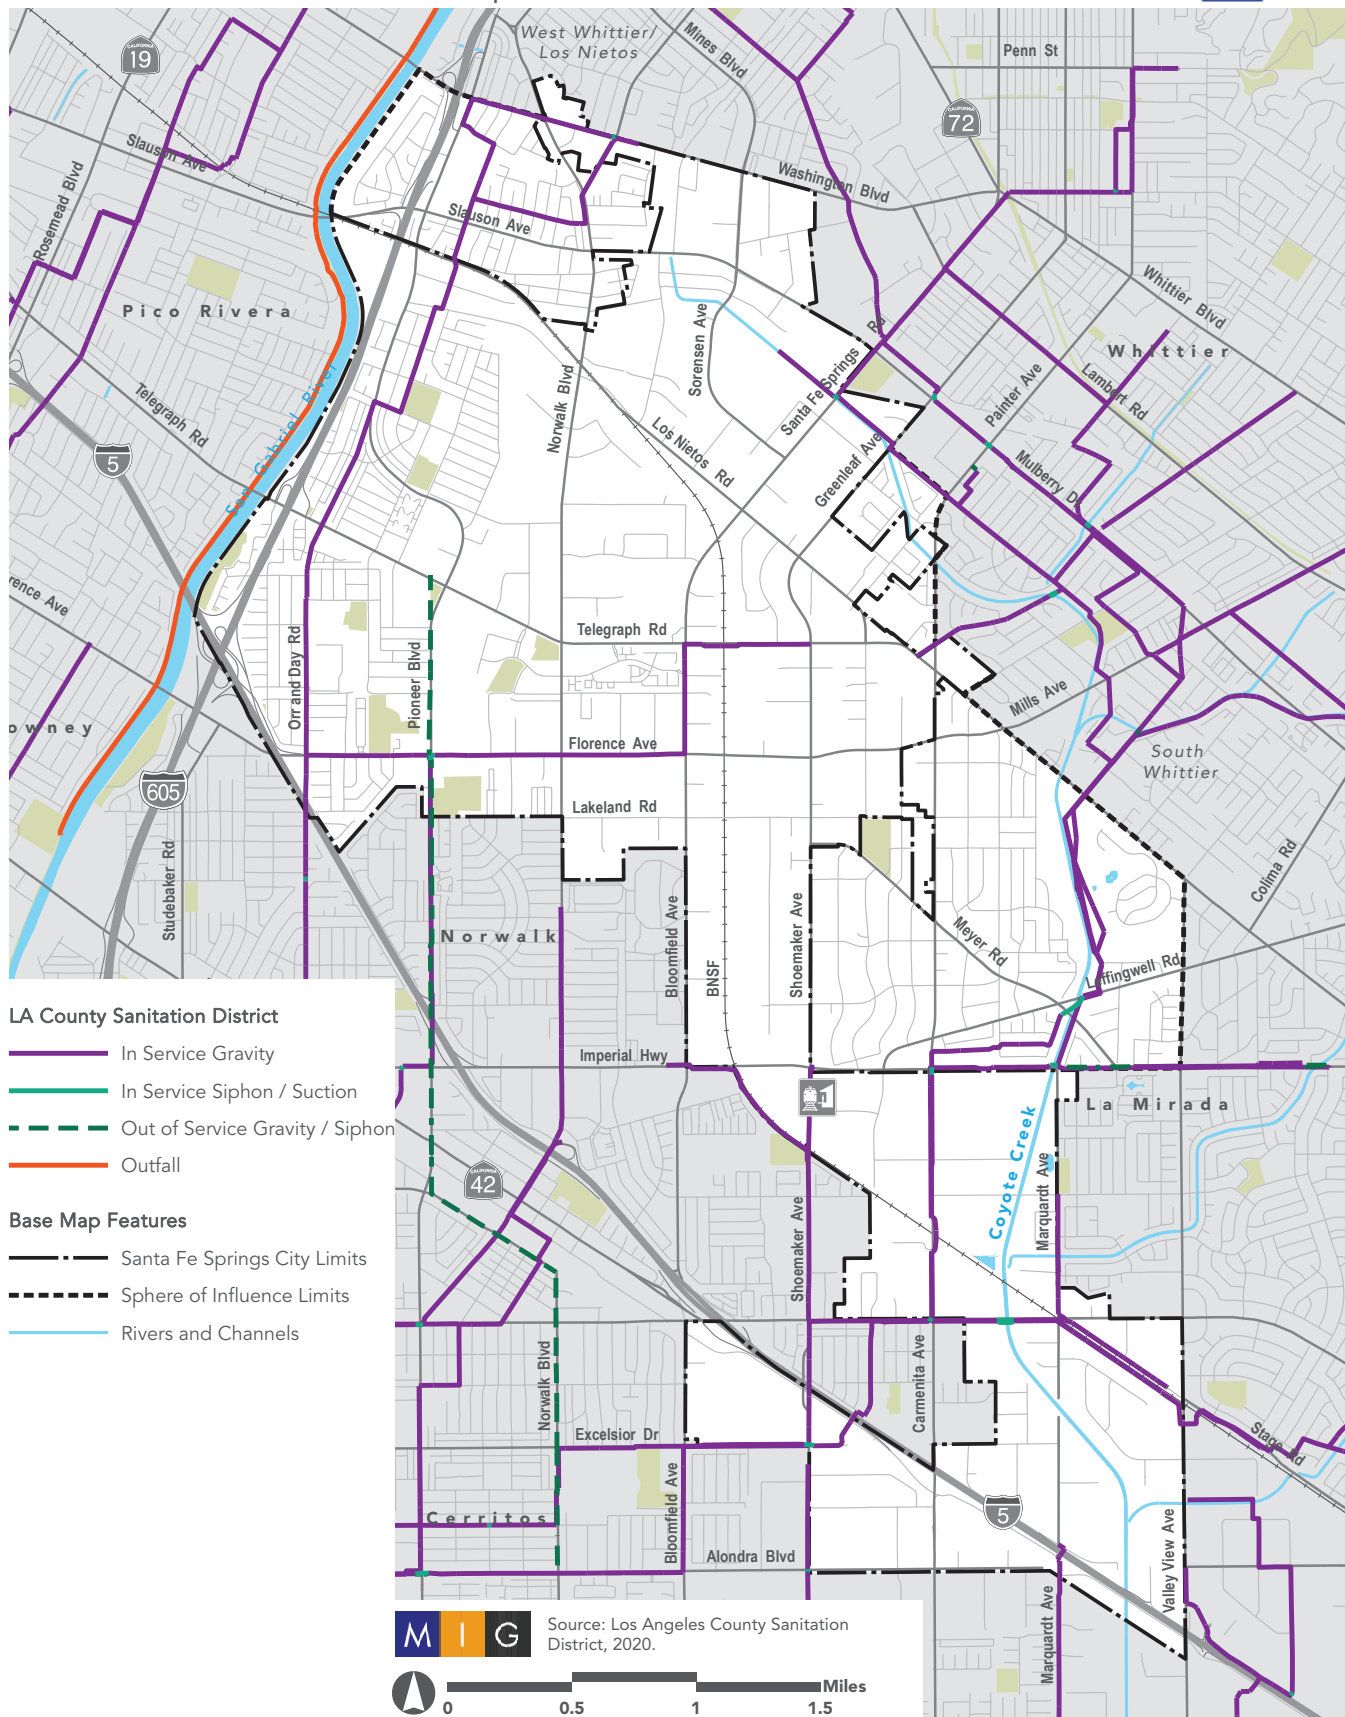 West Whittier/
Los Nietos
Mines Blvd
Penn St
CALIFORNIA
19
CALIFORNIA
72
Slauson Ave
Washington Blvd
Rosemead Blvd
Slauson Ave
Whittier Blvd
Pico Rivera
Sorensen Ave
Santa Fe Springs Rd
Whittier
Painter Ave
Lambert Rd
Telegraph Rd
San Gabriel River
Norwalk Blvd
Los Nietos Rd
Greenleaf Ave
Mulberry Dr
5
rence Ave
Telegraph Rd
Orr and Day Rd
Pioneer Blvd
Mills Ave
owney
Florence Ave
South
Whittier
605
Lakeland Rd
Studebaker Rd
Colima Rd
Norwalk
Bloomfield Ave
BNSF
Shoemaker Ave
Meyer Rd
Leffingwell Rd
LA County Sanitation District
In Service Gravity
In Service Siphon / Suction
Out of Service Gravity / Siphon
Outfall
Base Map Features
Santa Fe Springs City Limits
Sphere of Influence Limits
Rivers and Channels
Imperial Hwy
La Mirada
Coyote Creek
Marquardt Ave
CALIFORNIA
42
Shoemaker Ave
Norwalk Blvd
Carmenita Ave
Excelsior Dr
Stage Rd
Bloomfield Ave
5
Cerritos
Valley View Ave
Alondra Blvd
Marquardt Ave
MIG
Source: Los Angeles County Sanitation
District, 2020.
Miles
0 0.5 1 1.5